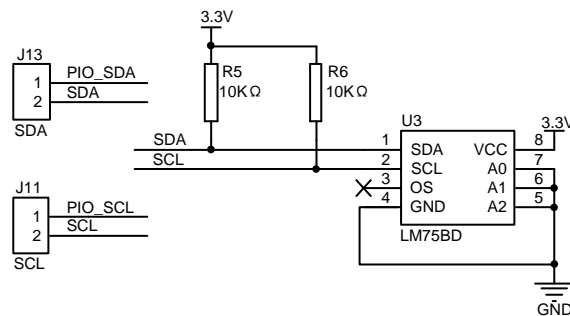 3.3V
J13
1 PIO_SDA
2 SDA
SDA
R5
10KΩ
R6
10KΩ
SDA
SCL
J11
1 PIO_SCL
2 SCL
SCL
U3
3.3V
1 SDA VCC 8
2 SCL A0 7
3 OS A1 6
4 GND A2 5
LM75BD
GND